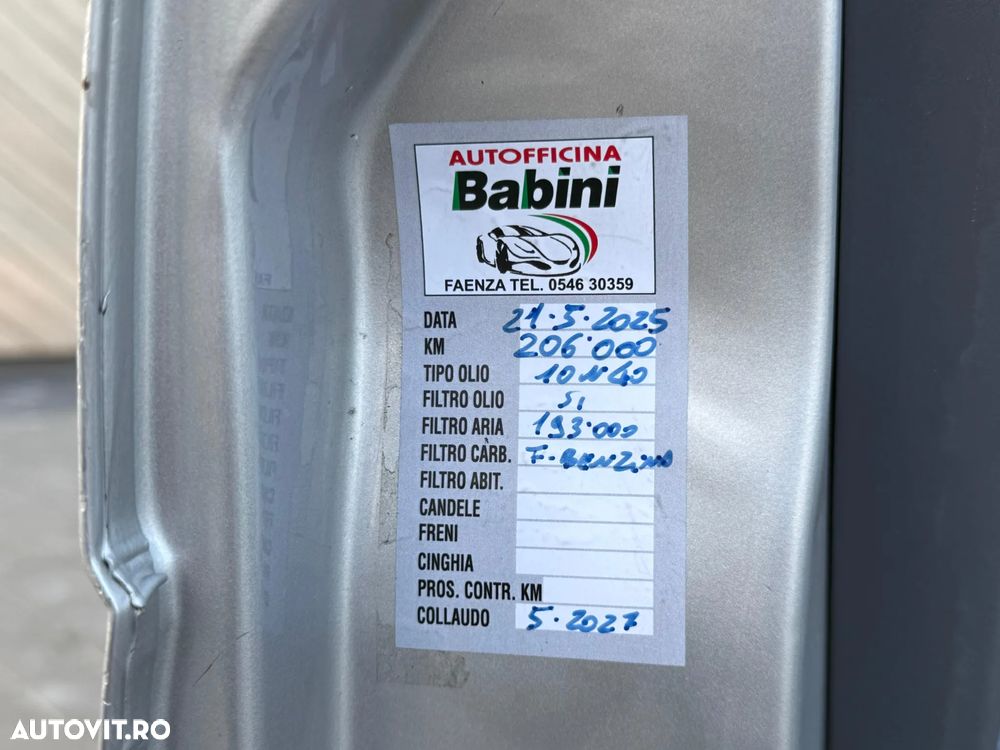 AUTOFFICINA
Babini
FAENZA TEL. 0546 30359
DATA 21.5.2025
KM 206.000
TIPO OLIO 10W40
FILTRO OLIO Si
FILTRO ARIA 193.000
FILTRO CARB. F. BENZINA
FILTRO ABIT.
CANDELE
FRENI
CINGHIA
PROS. CONTR. KM
COLLAUDO 5.2027
AUTOVIT.RO